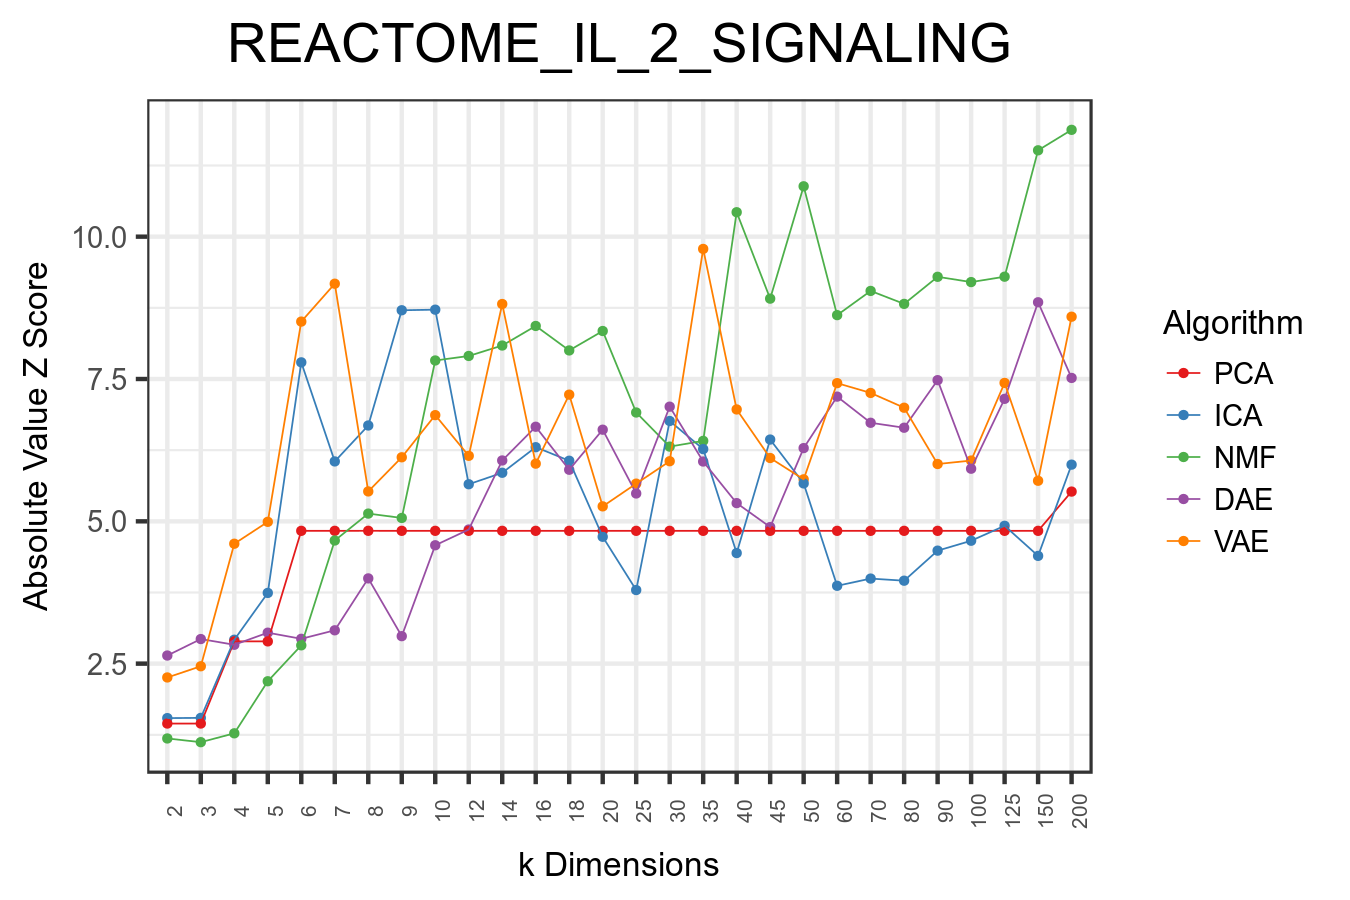 REACTOME_IL_2_SIGNALING
Absolute Value Z Score
10.0
7.5
5.0
2.5
2 3 4 5 6 7 8 9 10 12 14 16 18 20 25 30 35 40 45 50 60 70 80 90 100 125 150 200
k Dimensions
Algorithm
PCA
ICA
NMF
DAE
VAE